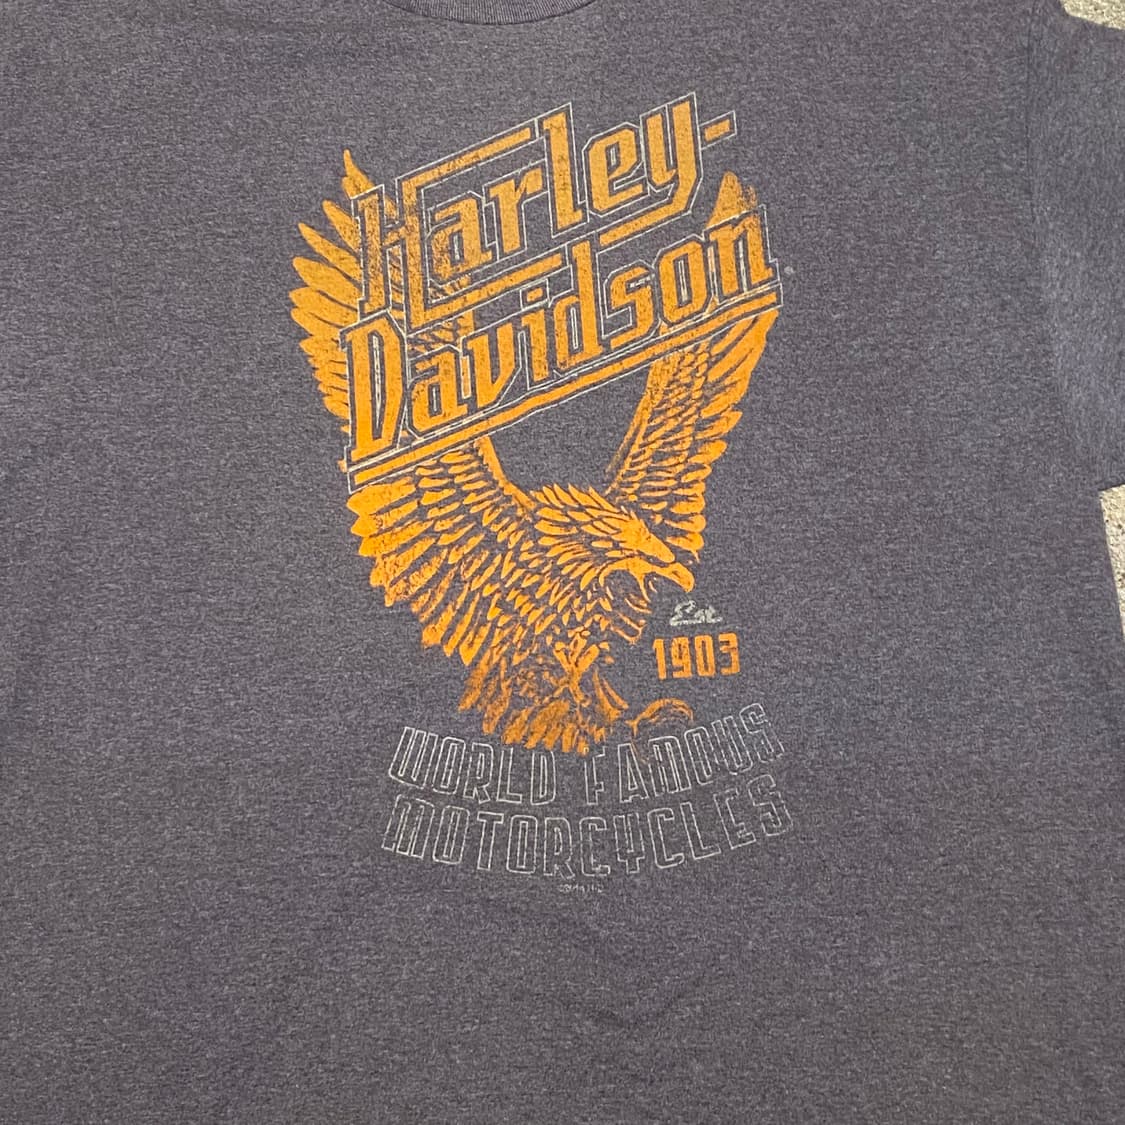 Harley-
Davidson
Est
1903
WORLD FAMOUS
MOTORCYCLES